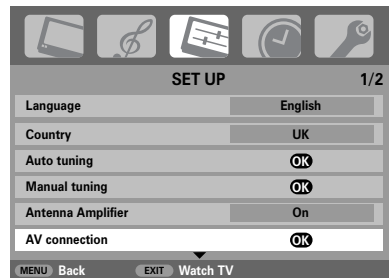 SET UP 1/2
Language English
Country UK
Auto tuning OK
Manual tuning OK
Antenna Amplifier On
AV connection OK
MENU Back EXIT Watch TV